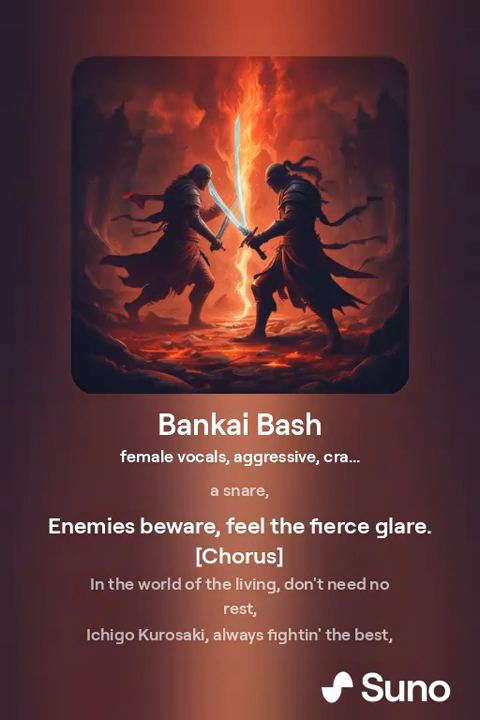 Bankai Bash
female vocals, aggressive, cra...
a snare,
Enemies beware, feel the fierce glare.
[Chorus]
In the world of the living, don't need no
rest,
Ichigo Kurosaki, always fightin' the best,
Suno